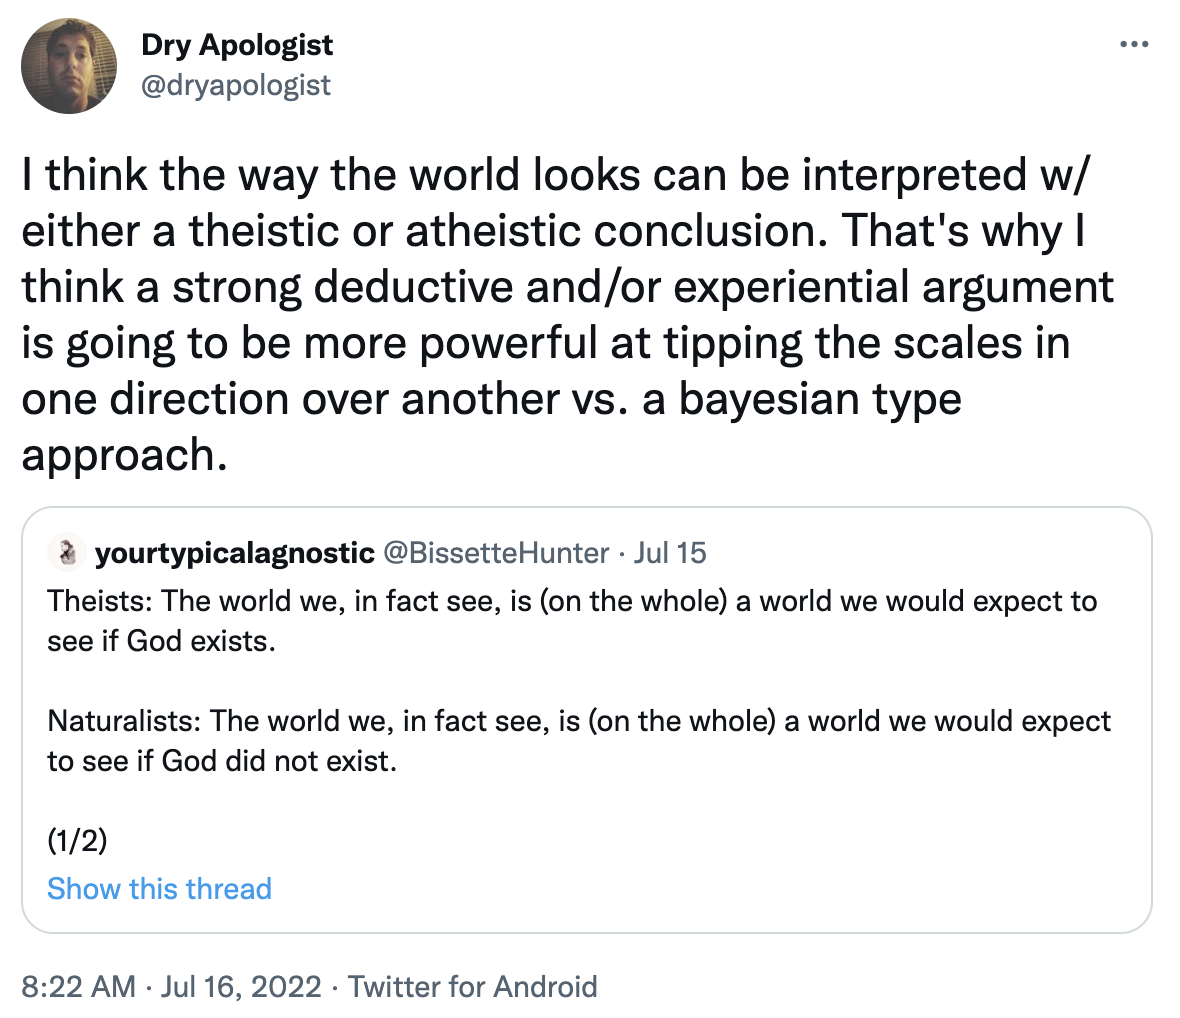 Dry Apologist
@dryapologist
I think the way the world looks can be interpreted w/
either a theistic or atheistic conclusion. That's why I
think a strong deductive and/or experiential argument
is going to be more powerful at tipping the scales in
one direction over another vs. a bayesian type
approach.
yourtypicalagnostic @BissetteHunter · Jul 15
Theists: The world we, in fact see, is (on the whole) a world we would expect to
see if God exists.
Naturalists: The world we, in fact see, is (on the whole) a world we would expect
to see if God did not exist.
(1/2)
Show this thread
8:22 AM · Jul 16, 2022 · Twitter for Android